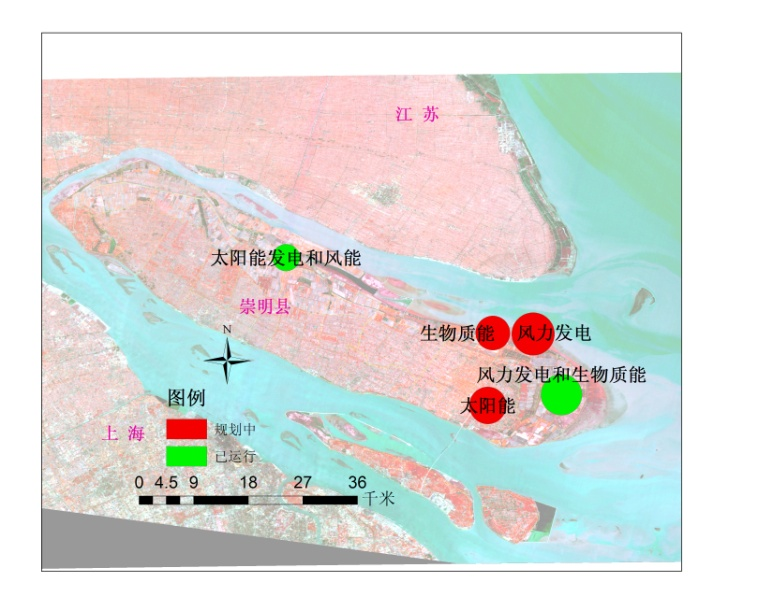 江 苏
太阳能发电和风能
崇明县
生物质能
风力发电
N
风力发电和生物质能
图例
太阳能
上 海
规划中
已运行
0 4.5 9 18 27 36
千米